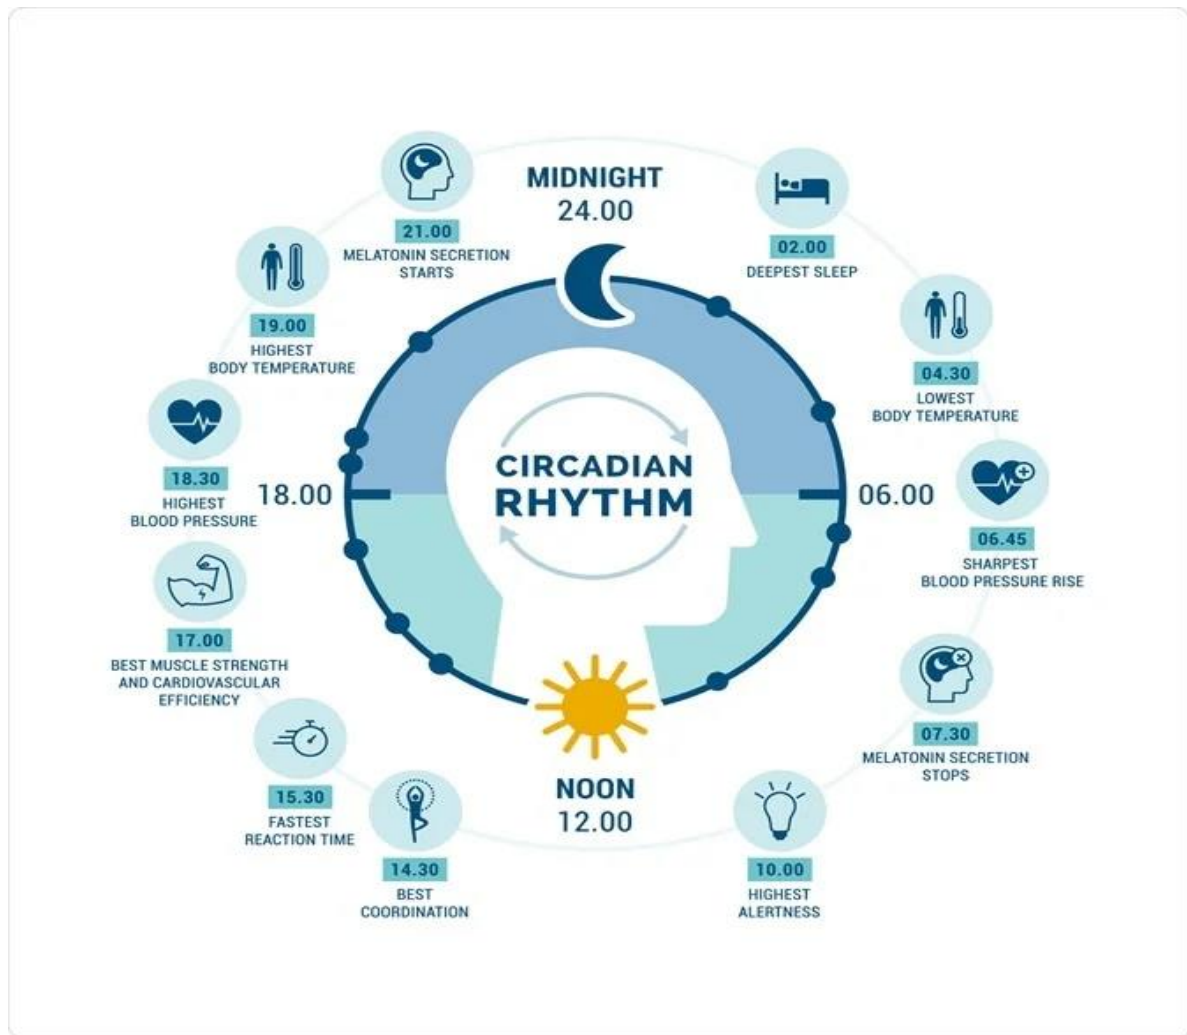 MIDNIGHT
24.00
02.00
DEEPEST SLEEP
04.30
LOWEST
BODY TEMPERATURE
06.00
06.45
SHARPEST
BLOOD PRESSURE RISE
07.30
MELATONIN SECRETION
STOPS
10.00
HIGHEST
ALERTNESS
NOON
12.00
14.30
BEST
COORDINATION
15.30
FASTEST
REACTION TIME
17.00
BEST MUSCLE STRENGTH
AND CARDIOVASCULAR
EFFICIENCY
18.00
18.30
HIGHEST
BLOOD PRESSURE
19.00
HIGHEST
BODY TEMPERATURE
21.00
MELATONIN SECRETION
STARTS
CIRCADIAN
RHYTHM